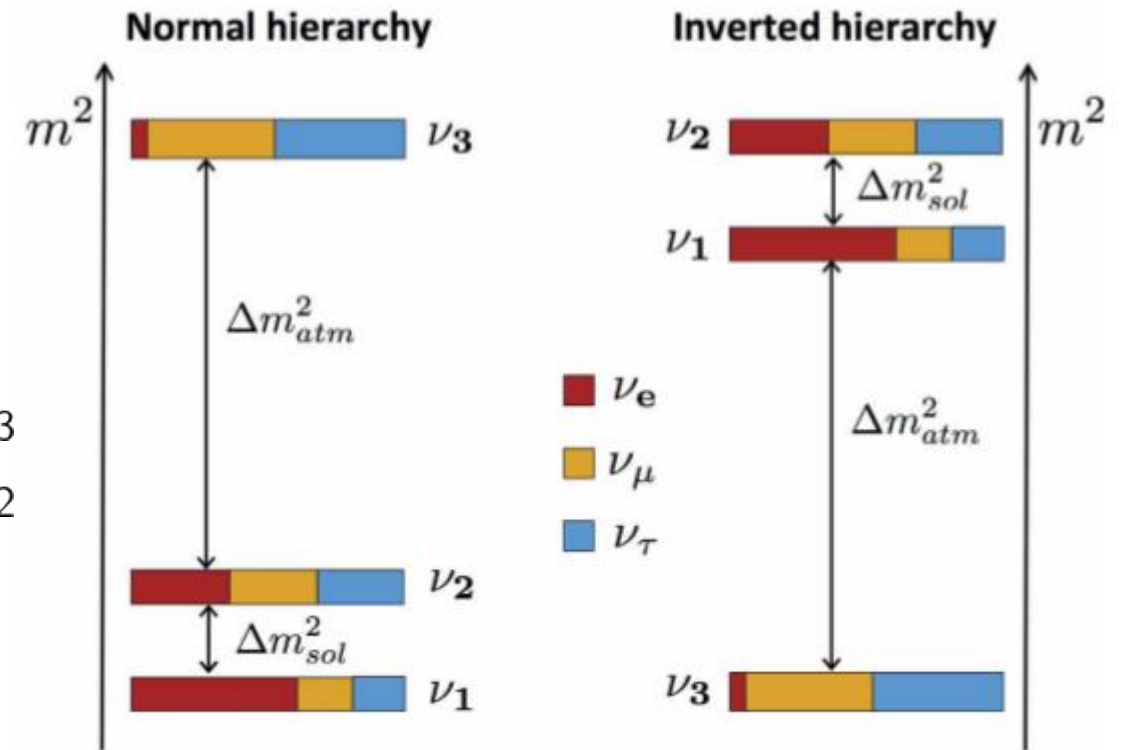 Normal hierarchy
Inverted hierarchy
m²
ν₃
ν₂
m²
Δm²sol
ν₁
Δm²atm
νe
Δm²atm
3
νμ
2
ντ
ν₂
Δm²sol
ν₁
ν₃